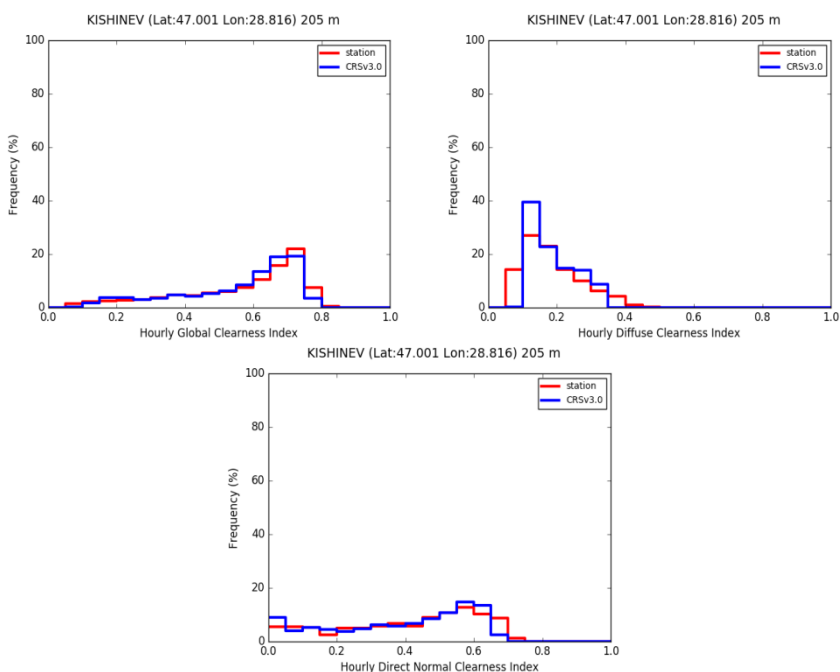 KISHINEV (Lat:47.001 Lon:28.816) 205 m
100
80
60
40
20
0
Frequency (%)
station
CRSv3.0
0.0 0.2 0.4 0.6 0.8 1.0
Hourly Global Clearness Index
KISHINEV (Lat:47.001 Lon:28.816) 205 m
100
80
60
40
20
0
Frequency (%)
station
CRSv3.0
0.0 0.2 0.4 0.6 0.8 1.0
Hourly Diffuse Clearness Index
KISHINEV (Lat:47.001 Lon:28.816) 205 m
100
80
60
40
20
0
Frequency (%)
station
CRSv3.0
0.0 0.2 0.4 0.6 0.8 1.0
Hourly Direct Normal Clearness Index